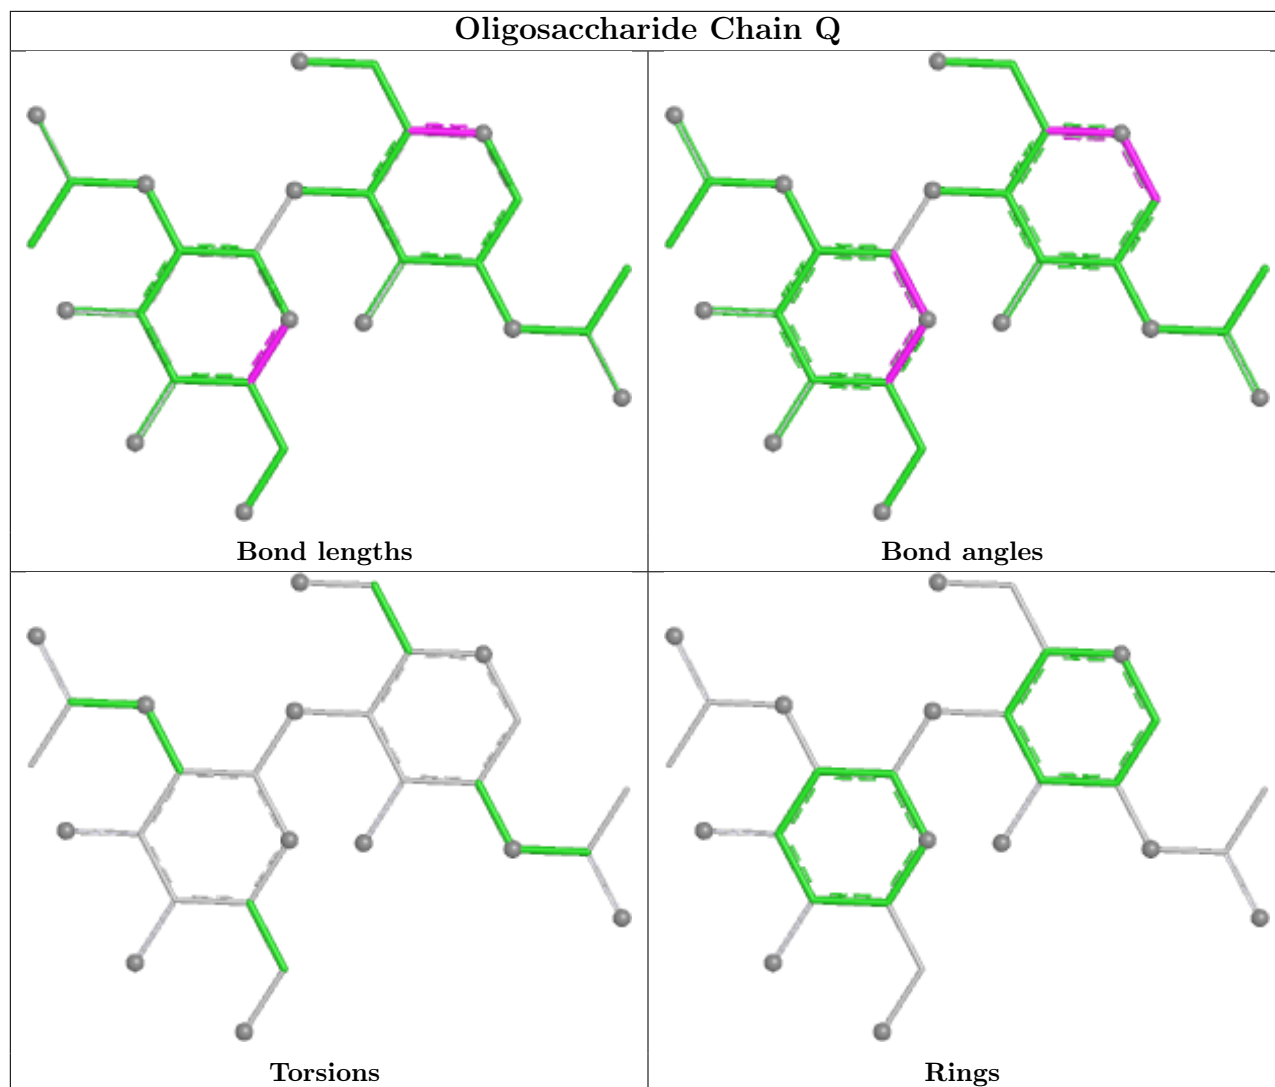 Oligosaccharide Chain Q
Bond lengths
Bond angles
Torsions
Rings